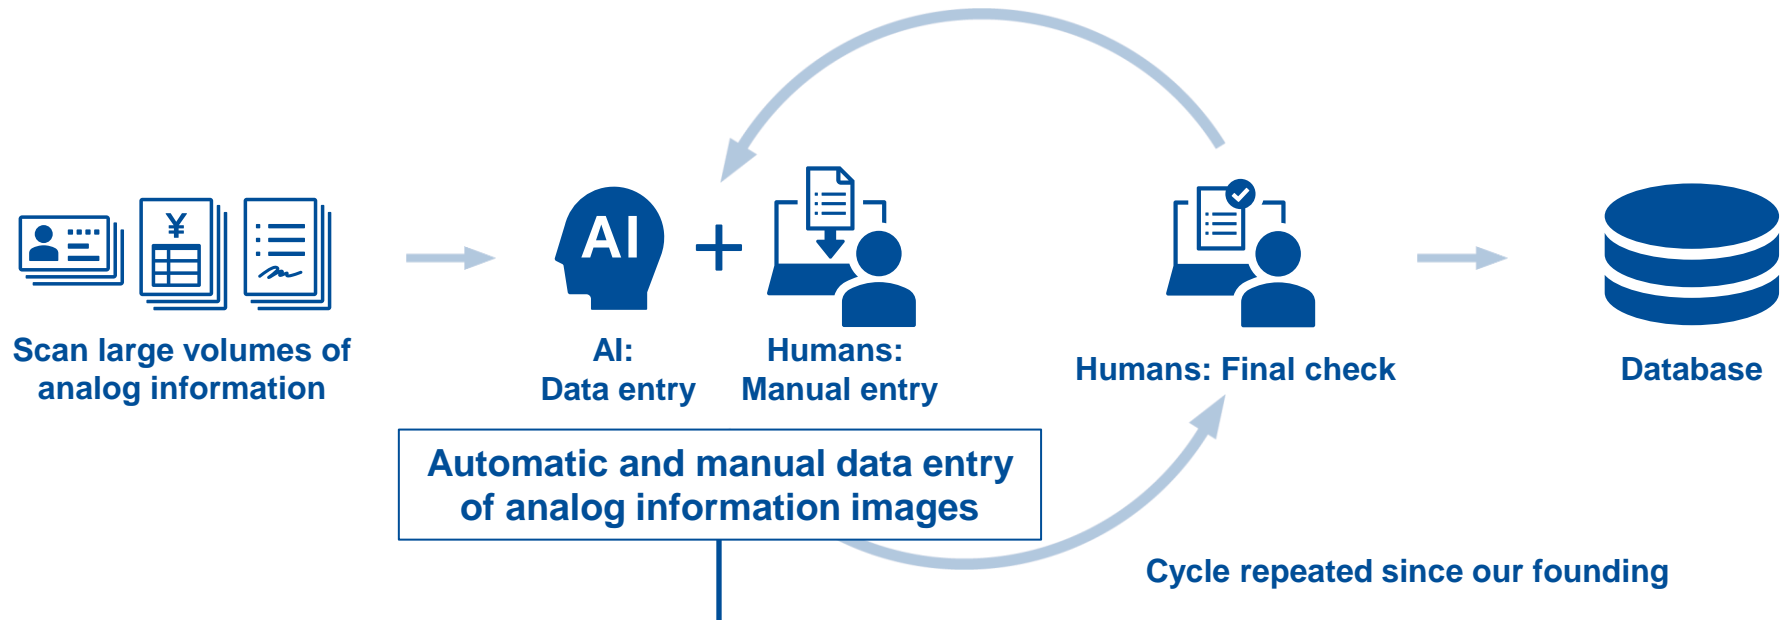 ¥
AI
Scan large volumes of
analog information
AI:
Data entry
Humans:
Manual entry
Humans: Final check
Database
Automatic and manual data entry
of analog information images
Cycle repeated since our founding